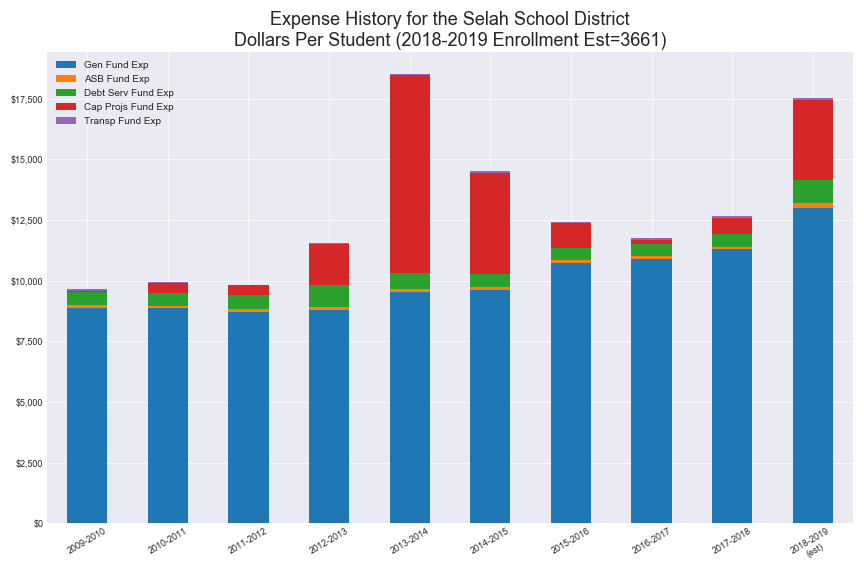 Expense History for the Selah School District
Dollars Per Student (2018-2019 Enrollment Est=3661)
Gen Fund Exp
ASB Fund Exp
Debt Serv Fund Exp
Cap Projs Fund Exp
Transp Fund Exp
$17,500
$15,000
$12,500
$10,000
$7,500
$5,000
$2,500
$0
2009-2010
2010-2011
2011-2012
2012-2013
2013-2014
2014-2015
2015-2016
2016-2017
2017-2018
2018-2019
(est)